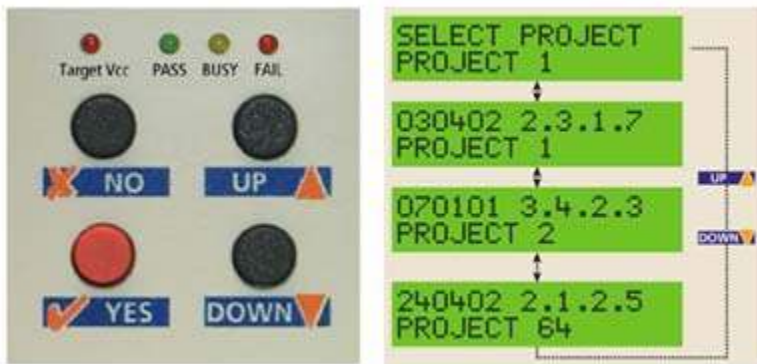 Target Vcc PASS BUSY FAIL
NO UP
YES DOWN
SELECT PROJECT
PROJECT 1
030402 2.3.1.7
PROJECT 1
070101 3.4.2.3
PROJECT 2
240402 2.1.2.5
PROJECT 64
UP
DOWN